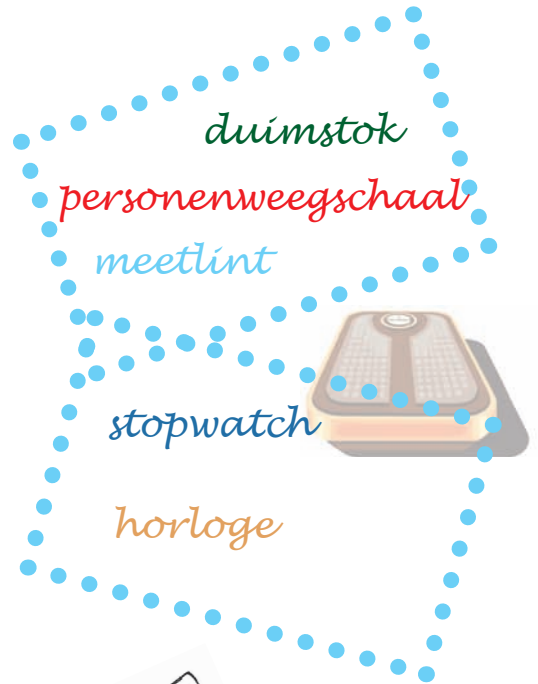 duimstok
personenweegschaal
meetlint
stopwatch
horloge